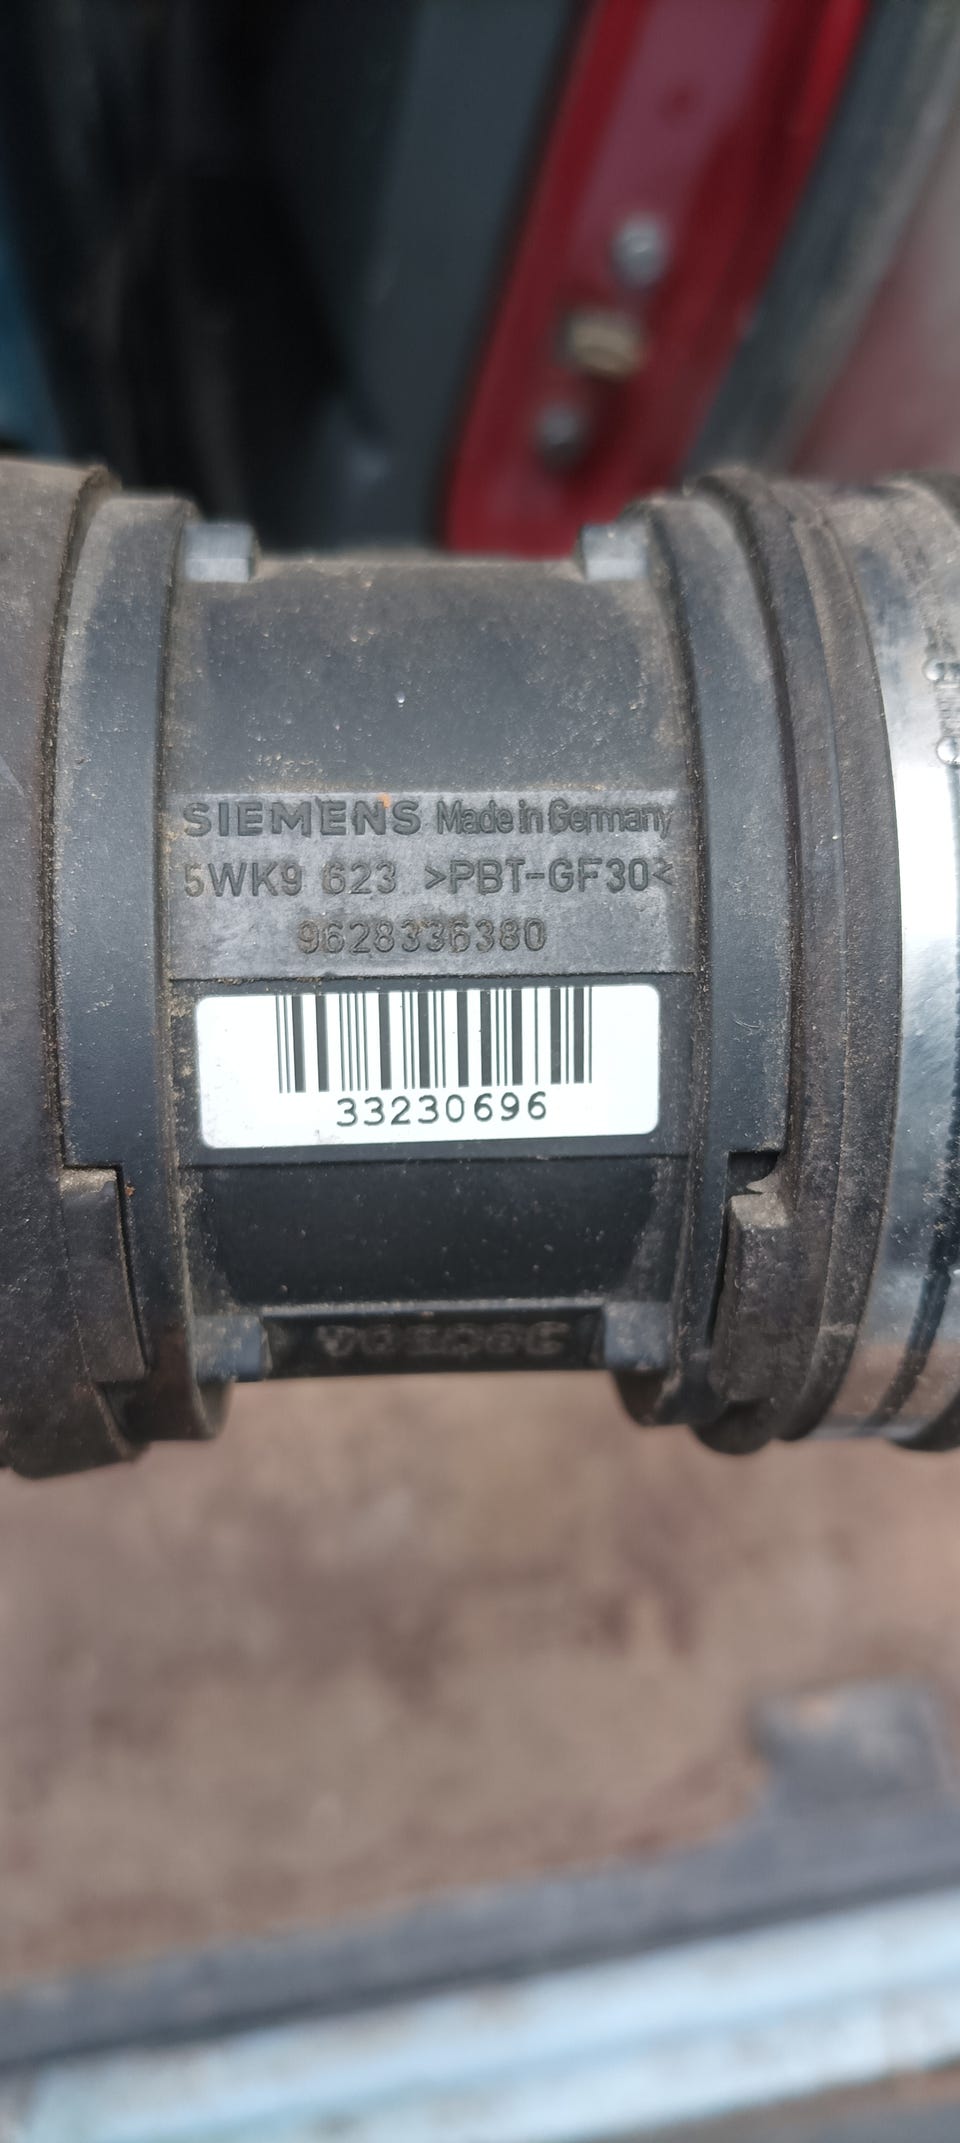 SIEMENS Made in Germany
5WK9 623 >PBT-GF30<
9628336380
33230696